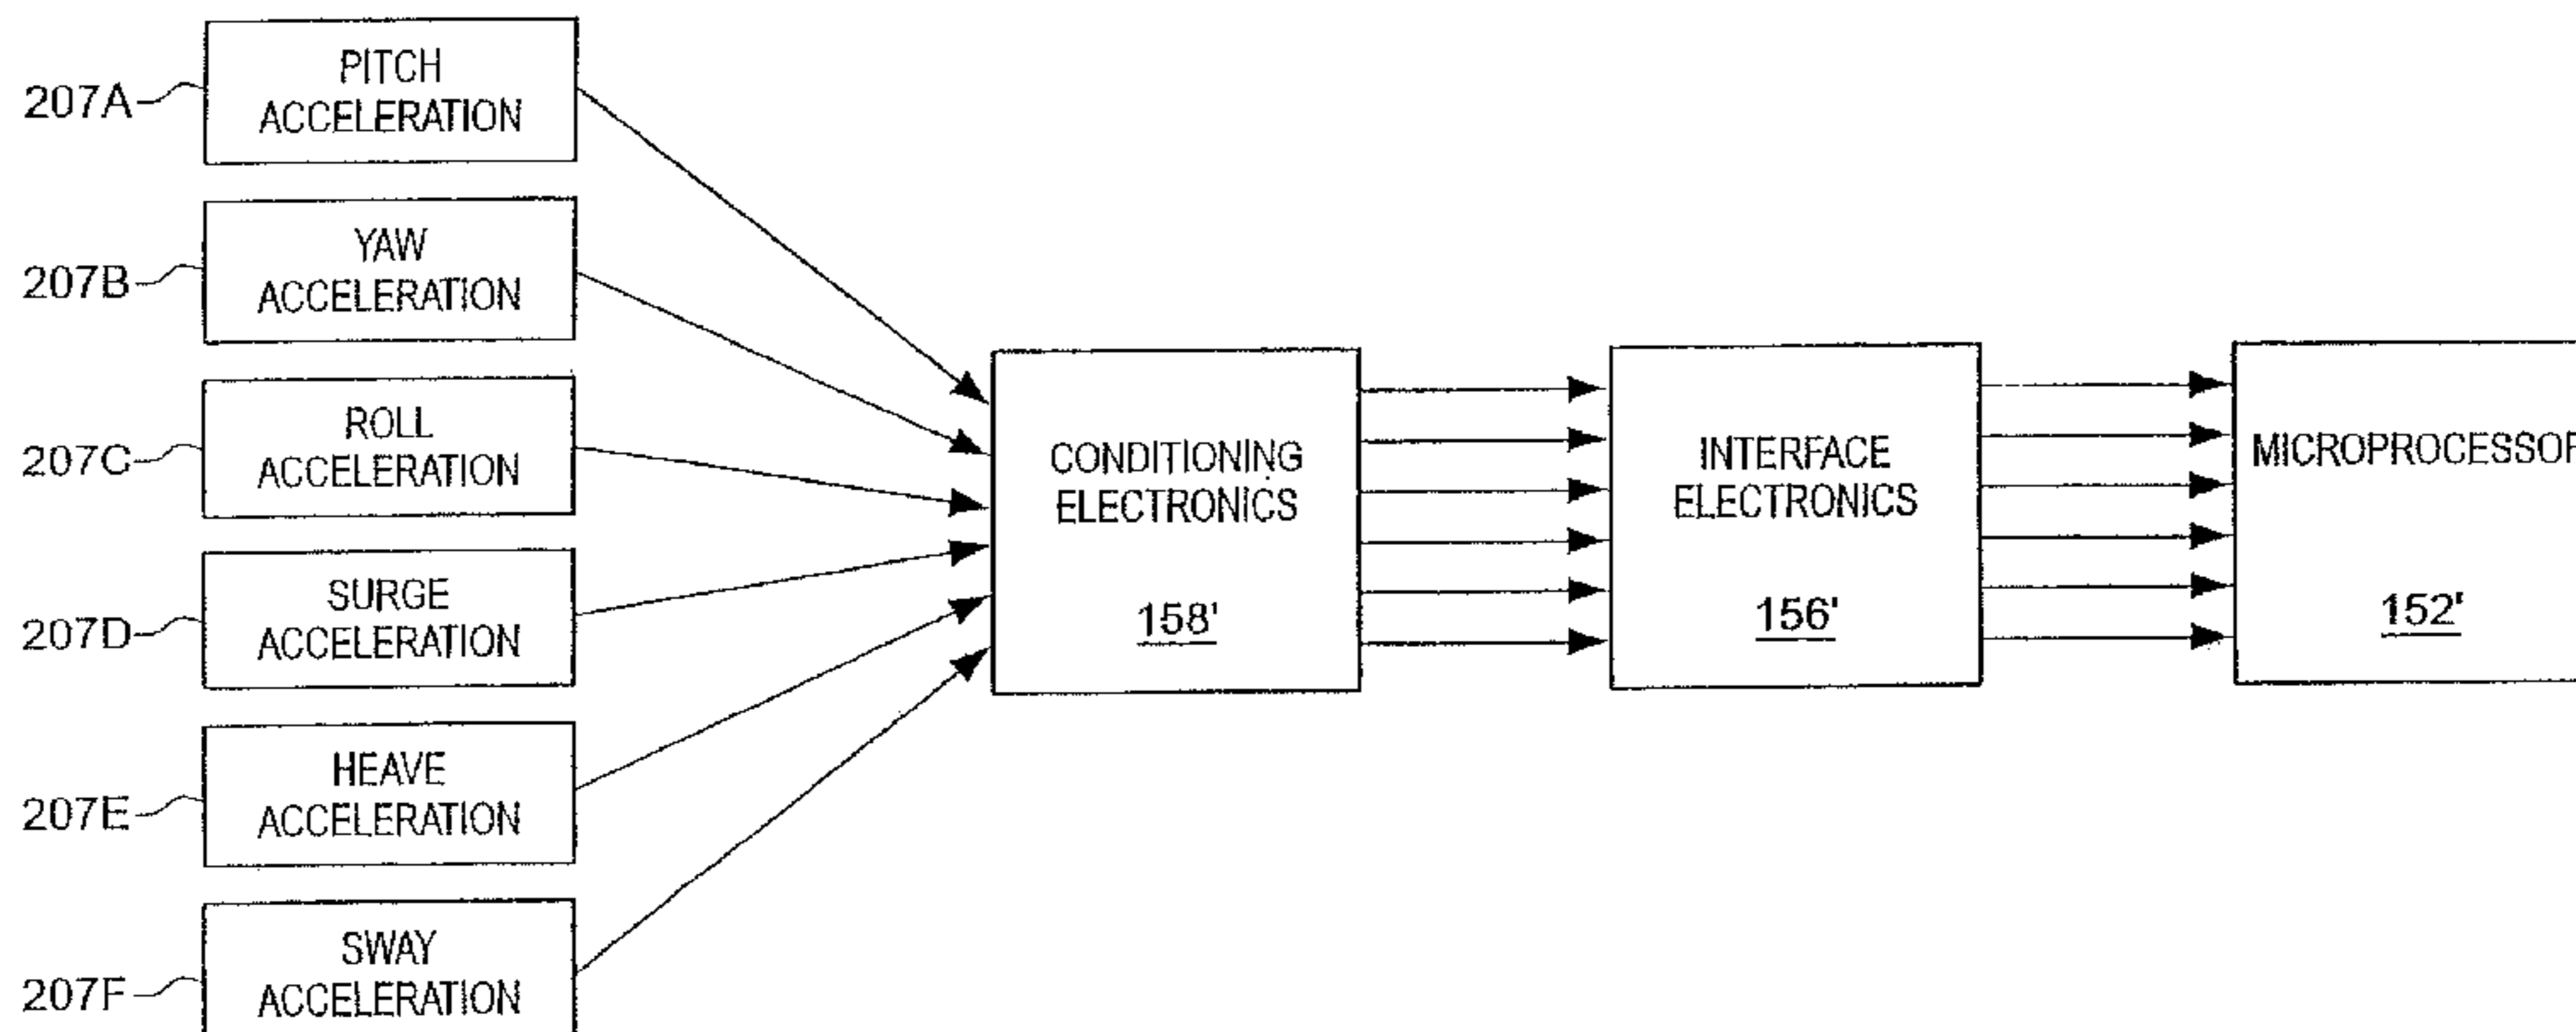 207A
PITCH
ACCELERATION
207B
YAW
ACCELERATION
207C
ROLL
ACCELERATION
207D
SURGE
ACCELERATION
207E
HEAVE
ACCELERATION
207F
SWAY
ACCELERATION
CONDITIONING
ELECTRONICS
158'
INTERFACE
ELECTRONICS
156'
MICROPROCESSOR
152'